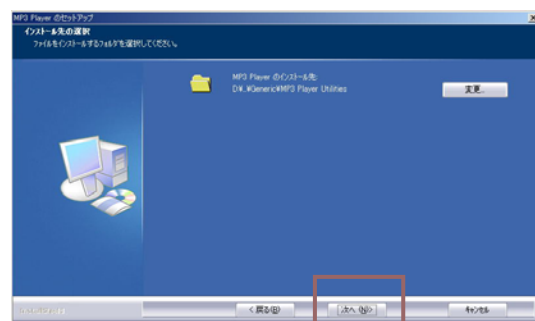 MP3 Player のセットアップ
インストール先の選択
ファイルをインストールするフォルダを選択してください。
MP3 Player のインストール先:
D:¥..¥Generic¥MP3 Player Utilities
変更...
< 戻る(B)
次へ (N)>
キャンセル